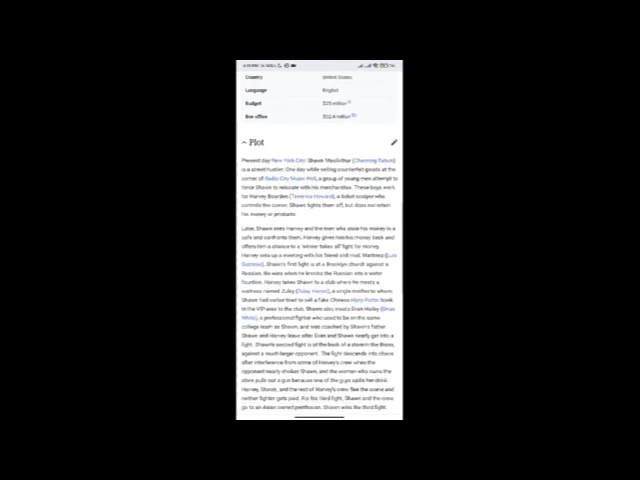 Country United States
Language English
Budget $25 million
Box office $32.4 million
Plot
Present day New York City: Shawn MacArthur (Channing Tatum)
is a street hustler. One day while selling counterfeit goods at the
corner of Radio City Music Hall, a group of young men attempt to
force Shawn to relocate with his merchandise. These boys work
for Harvey Boarden (Terrence Howard), a ticket scalper who
controls the corner. Shawn fights them off, but does not retain
his money or products.
Later, Shawn sees Harvey and the men who stole his money in a
cafe and confronts them. Harvey gives him his money back and
offers him a chance to a "winter takes all" fight for money.
Harvey sets up a meeting with his friend and rival, Martinez (Luis
Guzmán). Shawn's first fight is at a Brooklyn church against a
Russian. He wins when he knocks the Russian into a water
fountain. Harvey takes Shawn to a club where he meets a
waitress named Zulay (Zulay Henao), a single mother to whom
Shawn had earlier tried to sell a fake Chinese Harry Potter book.
In the VIP area to the club, Shawn also meets Evan Hailey (Brian
White), a professional fighter who used to be on the same
college team as Shawn, and was coached by Shawn's father.
Shawn and Harvey leave after Evan and Shawn nearly get into a
fight. Shawn's second fight is at the back of a store in the Bronx,
against a much-larger opponent. The fight descends into chaos
after interference from some of Harvey's crew when the
opponent nearly chokes Shawn, and the woman who owns the
store pulls out a gun because one of the guys spills her drink.
Harvey, Shawn, and the rest of Harvey's crew flee the scene and
neither fighter gets paid. For his third fight, Shawn and the crew
go to an Asian owned penthouse. Shawn wins the third fight.